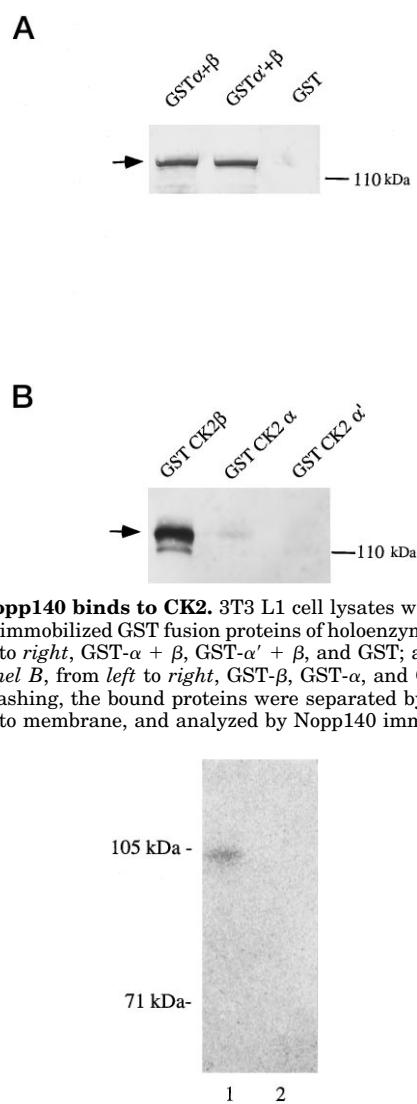 A
GSTα+β
GSTα'+β
GST
110 kDa
B
GST CK2β
GST CK2 α
GST CK2 α'
110 kDa
opp140 binds to CK2. 3T3 L1 cell lysates w
immobilized GST fusion proteins of holoenzym
to right, GST-α + β, GST-α′ + β, and GST; a
nel B, from left to right, GST-β, GST-α, and
ashing, the bound proteins were separated by
to membrane, and analyzed by Nopp140 imm
105 kDa -
71 kDa-
1 2